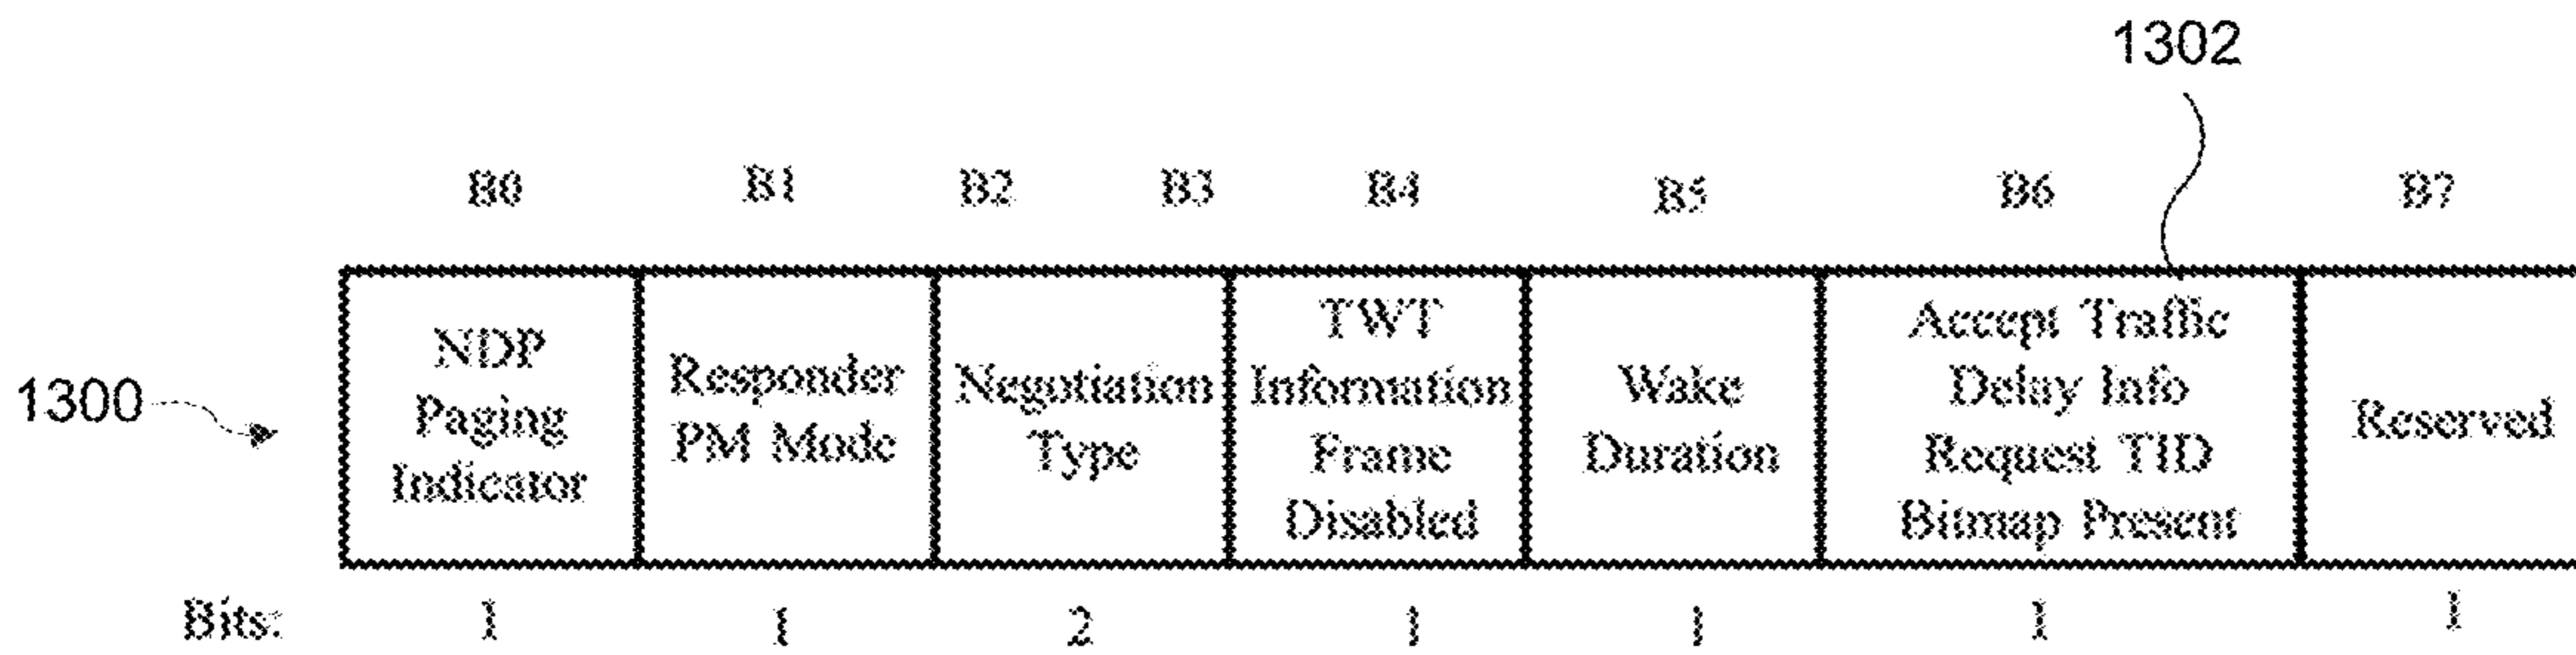 1302
B0 B1 B2 B3 B4 B5 B6 B7
NDP Paging Indicator
Responder PM Mode
Negotiation Type
TWT Information Frame Disabled
Wake Duration
Accept Traffic Delay Info Request TID Bitmap Present
Reserved
1300
Bits: 1 1 2 1 1 1 1